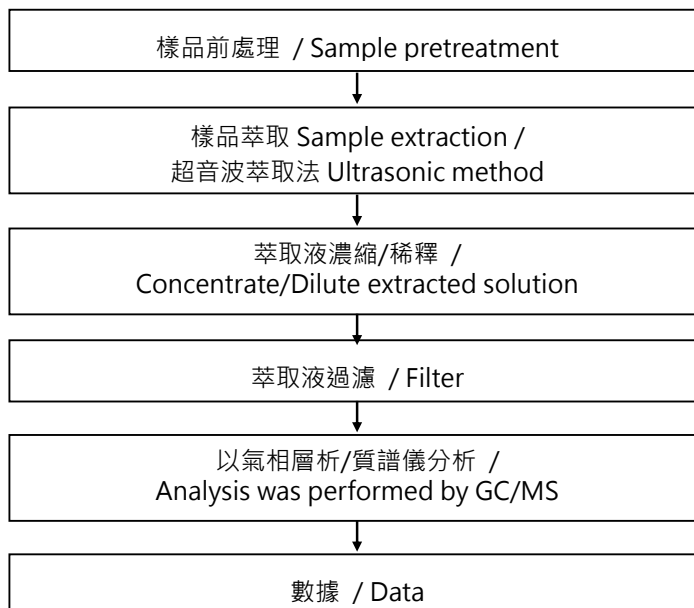 樣品前處理 / Sample pretreatment
樣品萃取 Sample extraction /
超音波萃取法 Ultrasonic method
萃取液濃縮/稀釋 /
Concentrate/Dilute extracted solution
萃取液過濾 / Filter
以氣相層析/質譜儀分析 /
Analysis was performed by GC/MS
數據 / Data